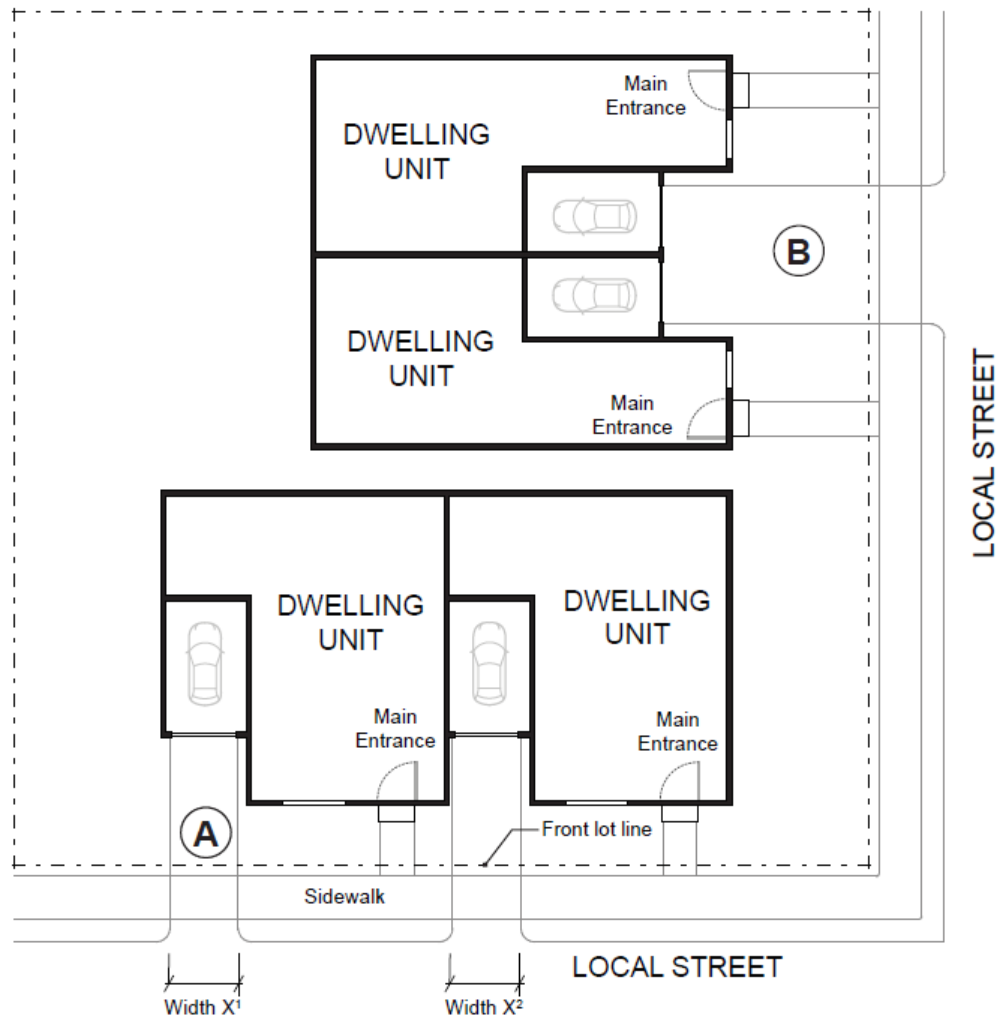 Main
Entrance
DWELLING
UNIT
B
DWELLING
UNIT
Main
Entrance
LOCAL STREET
DWELLING
UNIT
DWELLING
UNIT
Main
Entrance
Main
Entrance
A
Front lot line
Sidewalk
LOCAL STREET
Width X¹
Width X²